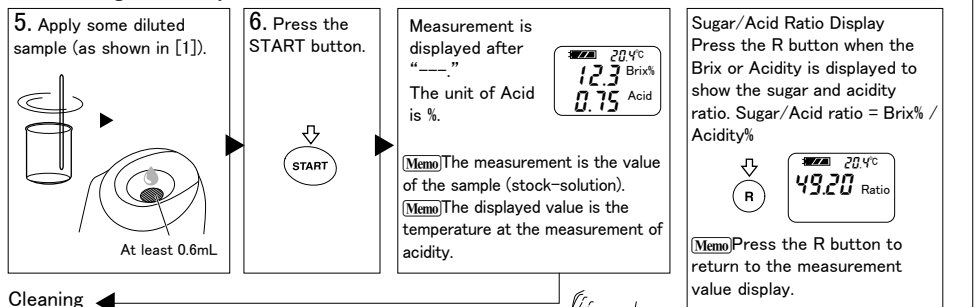 5. Apply some diluted
sample (as shown in [1]).
At least 0.6mL
6. Press the
START button.
START
Measurement is
displayed after
“---.”
The unit of Acid
is %.
20.4°C
12.3 Brix%
0.75 Acid
Memo The measurement is the value
of the sample (stock-solution).
Memo The displayed value is the
temperature at the measurement of
acidity.
Sugar/Acid Ratio Display
Press the R button when the
Brix or Acidity is displayed to
show the sugar and acidity
ratio. Sugar/Acid ratio = Brix% /
Acidity%
R
20.4°C
49.20 Ratio
Memo Press the R button to
return to the measurement
value display.
Cleaning